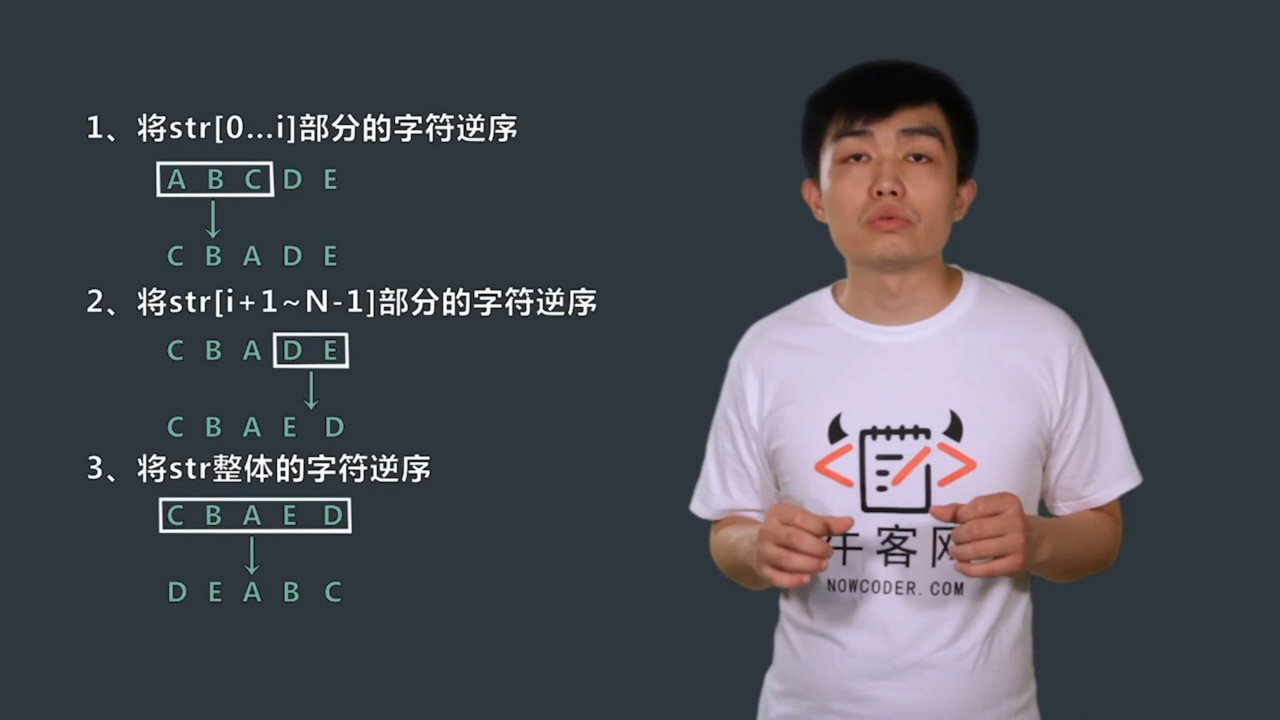 1、将str[0...i]部分的字符逆序
A B C D E
C B A D E
2、将str[i+1~N-1]部分的字符逆序
C B A D E
C B A E D
3、将str整体的字符逆序
C B A E D
D E A B C
牛客网
NOWCODER.COM